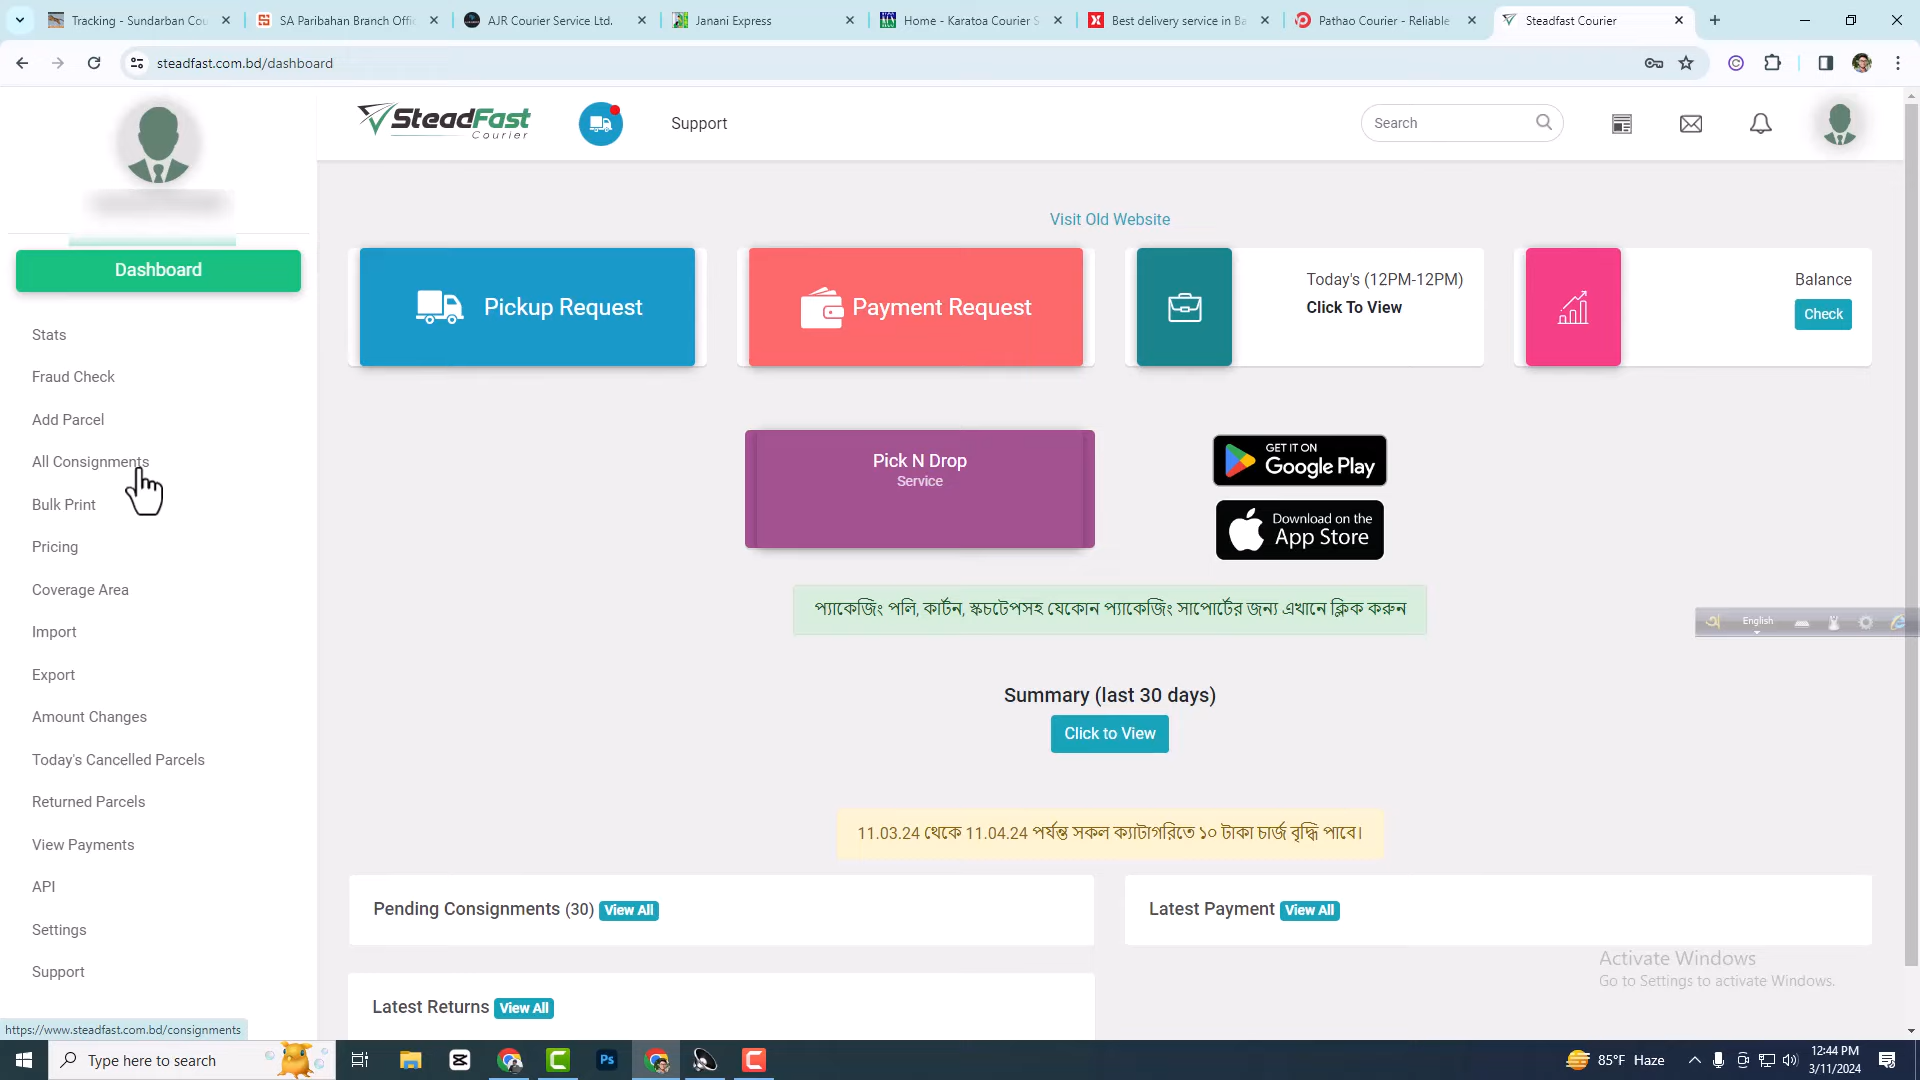 Tracking - Sundarban Cou
SA Paribahan Branch Offic
AJR Courier Service Ltd.
Janani Express
Home - Karatoa Courier S
Best delivery service in Ba
Pathao Courier - Reliable
Steadfast Courier
steadfast.com.bd/dashboard
SteadFast
Courier
Support
Search
Dashboard
Stats
Fraud Check
Add Parcel
All Consignments
Bulk Print
Pricing
Coverage Area
Import
Export
Amount Changes
Today's Cancelled Parcels
Returned Parcels
View Payments
API
Settings
Support
Visit Old Website
Pickup Request
Payment Request
Today's (12PM-12PM)
Click To View
Balance
Check
Pick N Drop
Service
GET IT ON
Google Play
Download on the
App Store
প্যাকেজিং পলি, কার্টন, স্কচটেপসহ যেকোন প্যাকেজিং সাপোর্টের জন্য এখানে ক্লিক করুন
অ English
Summary (last 30 days)
Click to View
11.03.24 থেকে 11.04.24 পর্যন্ত সকল ক্যাটাগরিতে ১০ টাকা চার্জ বৃদ্ধি পাবে।
Pending Consignments (30) View All
Latest Payment View All
Latest Returns View All
Activate Windows
Go to Settings to activate Windows.
https://www.steadfast.com.bd/consignments
Type here to search
Ps
85°F Haze
12:44 PM
3/11/2024